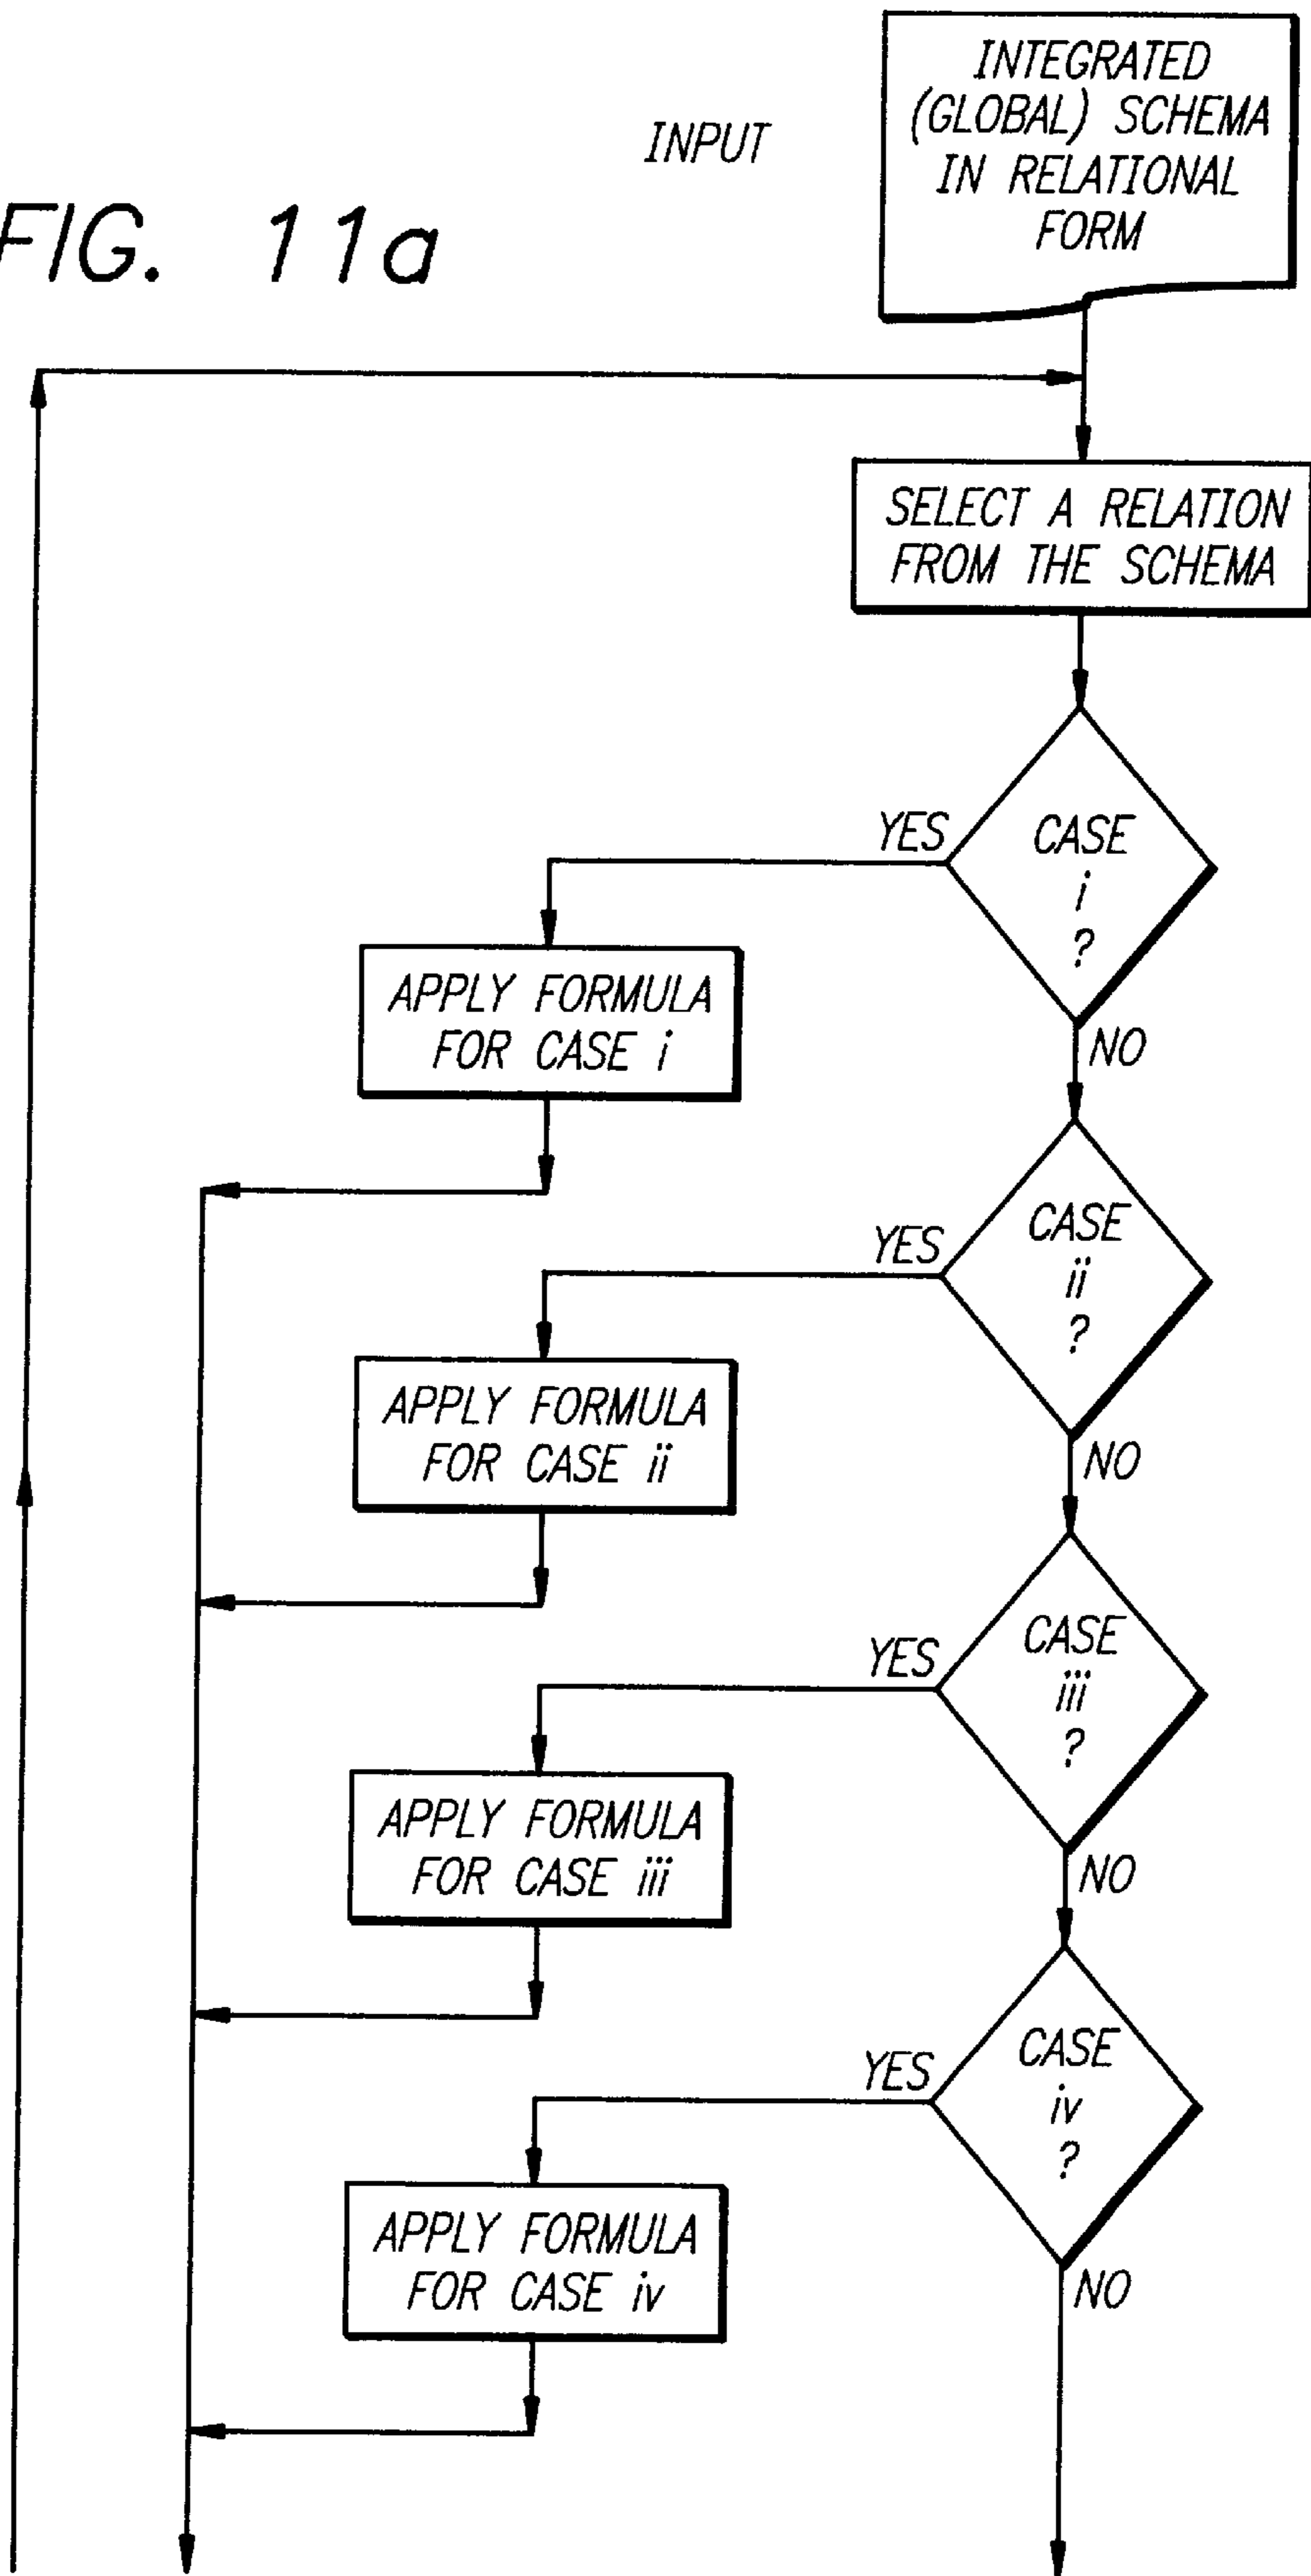 INPUT
INTEGRATED
(GLOBAL) SCHEMA
IN RELATIONAL
FORM
FIG. 11a
SELECT A RELATION
FROM THE SCHEMA
CASE
i
?
YES
NO
APPLY FORMULA
FOR CASE i
CASE
ii
?
YES
NO
APPLY FORMULA
FOR CASE ii
CASE
iii
?
YES
NO
APPLY FORMULA
FOR CASE iii
CASE
iv
?
YES
NO
APPLY FORMULA
FOR CASE iv